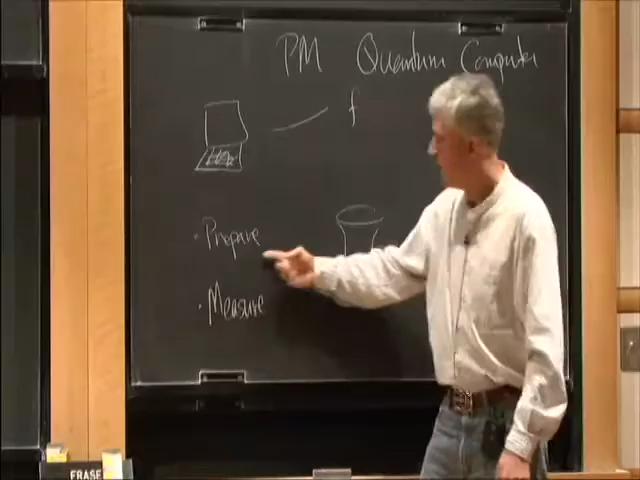 PM Quantum Computer
f
· Prepare
· Measure
ERASE